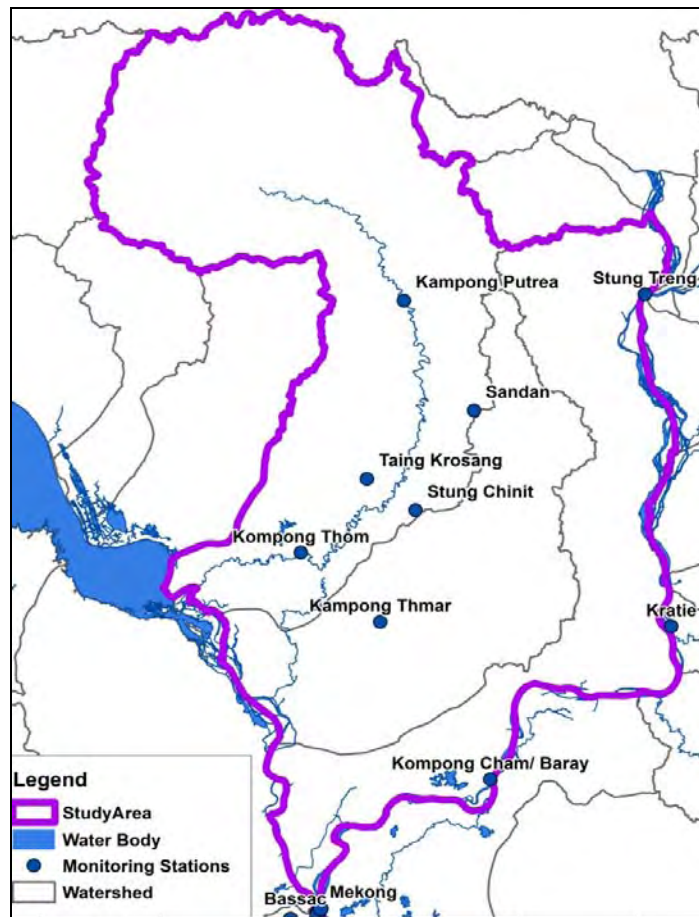 Kampong Putrea
Stung Treng
Sandan
Taing Krosang
Stung Chinit
Kompong Thom
Kampong Thmar
Kratie
Kompong Cham/ Baray
Legend
StudyArea
Water Body
Monitoring Stations
Watershed
Bassac
Mekong